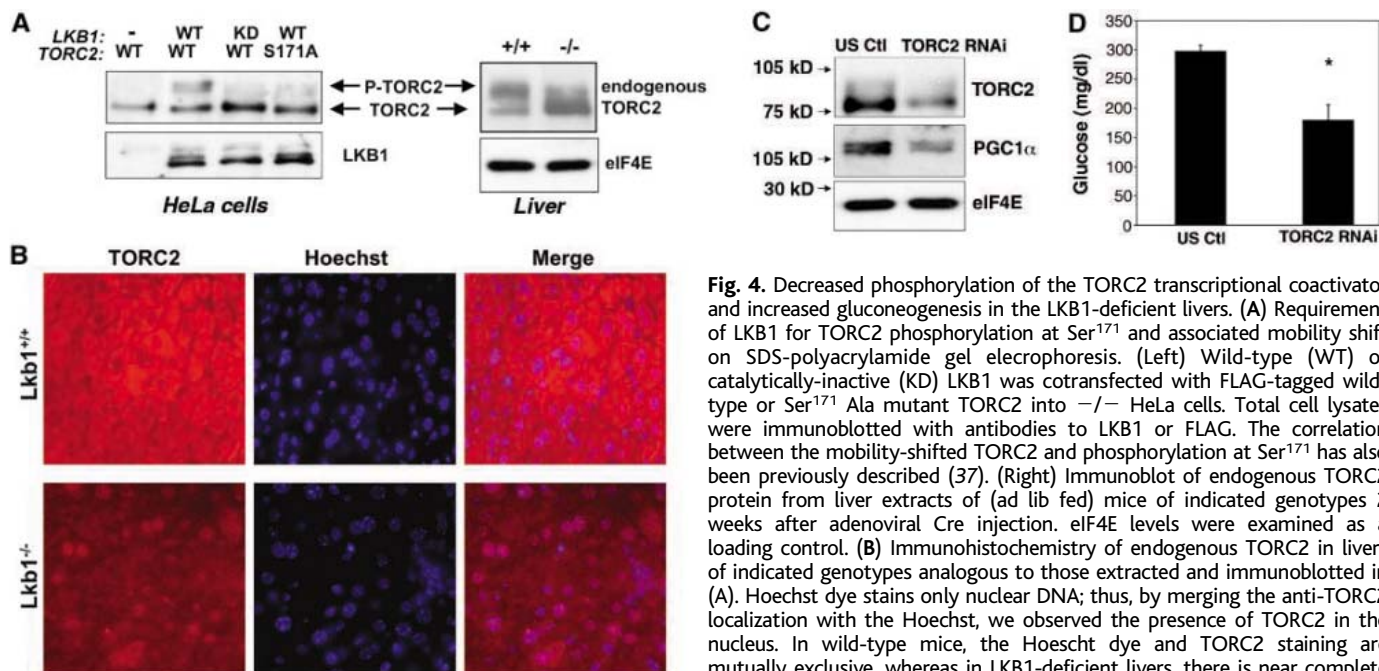 A
LKB1: - WT KD WT
TORC2: WT WT WT S171A
P-TORC2
TORC2
LKB1
HeLa cells
+/+ -/-
endogenous
TORC2
eIF4E
Liver
B
TORC2 Hoechst Merge
Lkb1+/+
Lkb1-/-
C
US Ctl TORC2 RNAi
105 kD
75 kD
TORC2
105 kD
PGC1α
30 kD
eIF4E
D
Glucose (mg/dl)
350
300
250
200
150
100
50
0
*
US Ctl TORC2 RNAi
Fig. 4. Decreased phosphorylation of the TORC2 transcriptional coactivato
and increased gluconeogenesis in the LKB1-deficient livers. (A) Requiremen
of LKB1 for TORC2 phosphorylation at Ser171 and associated mobility shif
on SDS-polyacrylamide gel elecrophoresis. (Left) Wild-type (WT) o
catalytically-inactive (KD) LKB1 was cotransfected with FLAG-tagged wild
type or Ser171 Ala mutant TORC2 into −/− HeLa cells. Total cell lysate
were immunoblotted with antibodies to LKB1 or FLAG. The correlation
between the mobility-shifted TORC2 and phosphorylation at Ser171 has also
been previously described (37). (Right) Immunoblot of endogenous TORC2
protein from liver extracts of (ad lib fed) mice of indicated genotypes
weeks after adenoviral Cre injection. eIF4E levels were examined as
loading control. (B) Immunohistochemistry of endogenous TORC2 in liver
of indicated genotypes analogous to those extracted and immunoblotted in
(A). Hoechst dye stains only nuclear DNA; thus, by merging the anti-TORC2
localization with the Hoechst, we observed the presence of TORC2 in the
nucleus. In wild-type mice, the Hoescht dye and TORC2 staining are
mutually exclusive, whereas in LKB1-deficient livers, there is near complete